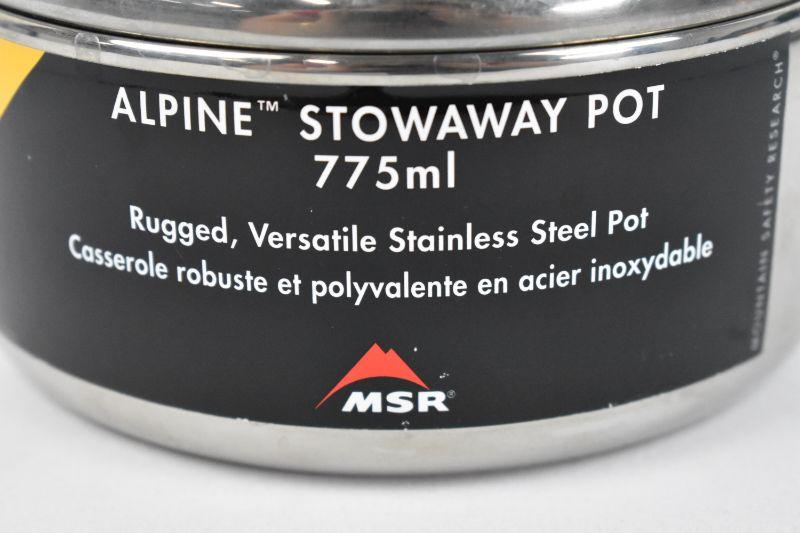 ALPINE™ STOWAWAY POT
775ml
Rugged, Versatile Stainless Steel Pot
Casserole robuste et polyvalente en acier inoxydable
MSR®
MOUNTAIN SAFETY RESEARCH®